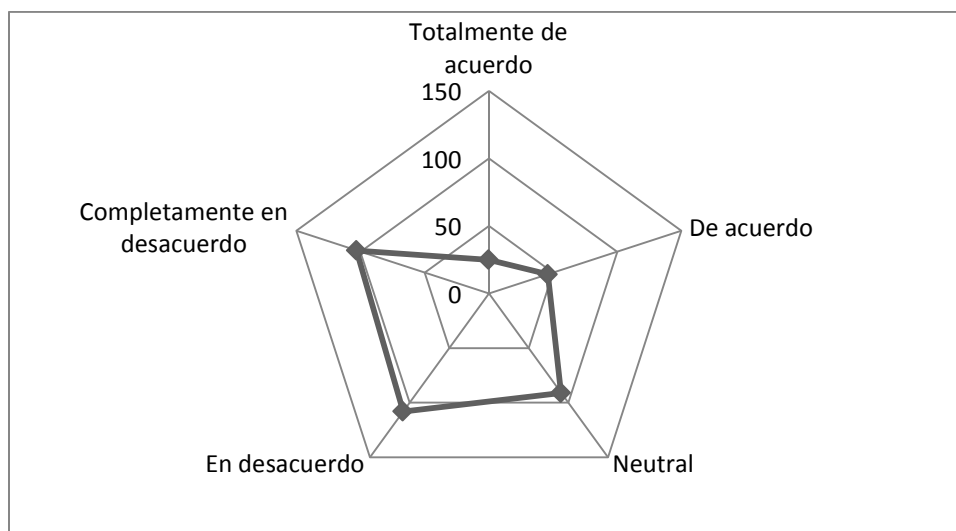 Totalmente de
acuerdo
150
100
50
0
De acuerdo
Neutral
En desacuerdo
Completamente en
desacuerdo